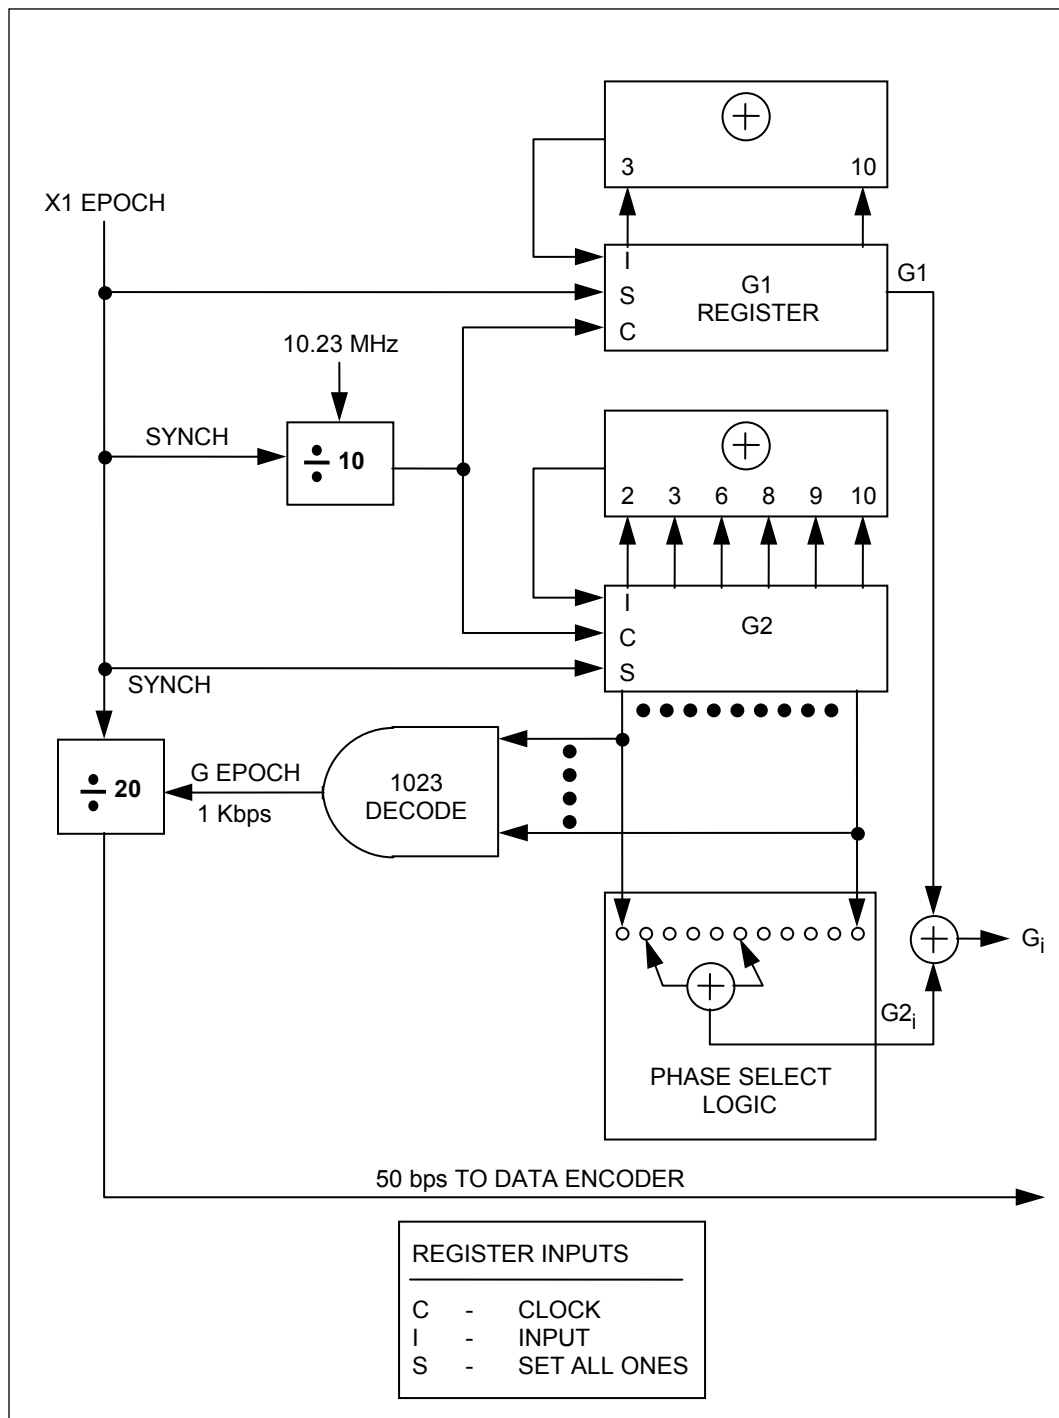 3 10
X1 EPOCH
I
S
C
G1
REGISTER
G1
10.23 MHz
SYNCH
÷ 10
2 3 6 8 9 10
I
C
S
G2
SYNCH
÷ 20
G EPOCH
1 Kbps
1023
DECODE
Gi
G2i
PHASE SELECT
LOGIC
50 bps TO DATA ENCODER
REGISTER INPUTS
C - CLOCK
I - INPUT
S - SET ALL ONES